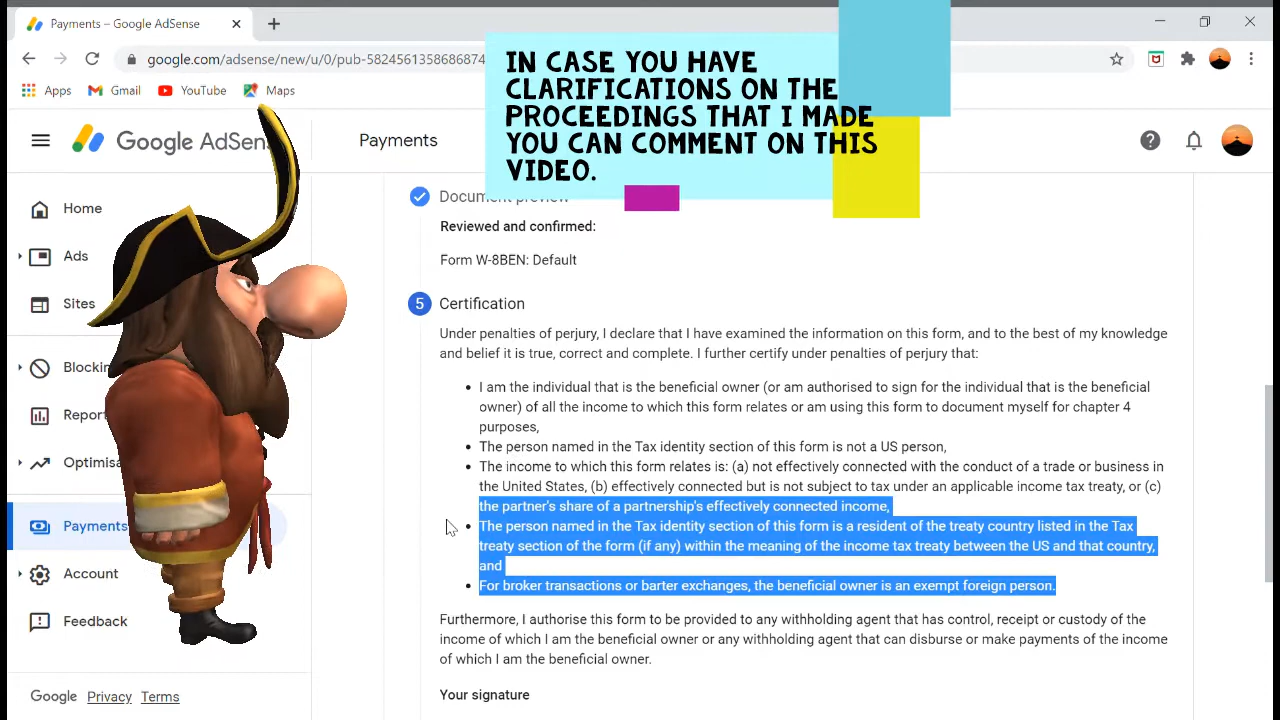 Payments – Google AdSense
google.com/adsense/new/u/0/pub-5824561358686874
Apps Gmail YouTube Maps
IN CASE YOU HAVE
CLARIFICATIONS ON THE
PROCEEDINGS THAT I MADE
YOU CAN COMMENT ON THIS
VIDEO.
Google AdSen
Payments
Home
Ads
Sites
Blockin
Report
Optimisa
Payments
Account
Feedback
Google Privacy Terms
Document preview
Reviewed and confirmed:
Form W-8BEN: Default
5 Certification
Under penalties of perjury, I declare that I have examined the information on this form, and to the best of my knowledge
and belief it is true, correct and complete. I further certify under penalties of perjury that:
• I am the individual that is the beneficial owner (or am authorised to sign for the individual that is the beneficial
owner) of all the income to which this form relates or am using this form to document myself for chapter 4
purposes,
• The person named in the Tax identity section of this form is not a US person,
• The income to which this form relates is: (a) not effectively connected with the conduct of a trade or business in
the United States, (b) effectively connected but is not subject to tax under an applicable income tax treaty, or (c)
the partner's share of a partnership's effectively connected income,
• The person named in the Tax identity section of this form is a resident of the treaty country listed in the Tax
treaty section of the form (if any) within the meaning of the income tax treaty between the US and that country,
and
• For broker transactions or barter exchanges, the beneficial owner is an exempt foreign person.
Furthermore, I authorise this form to be provided to any withholding agent that has control, receipt or custody of the
income of which I am the beneficial owner or any withholding agent that can disburse or make payments of the income
of which I am the beneficial owner.
Your signature